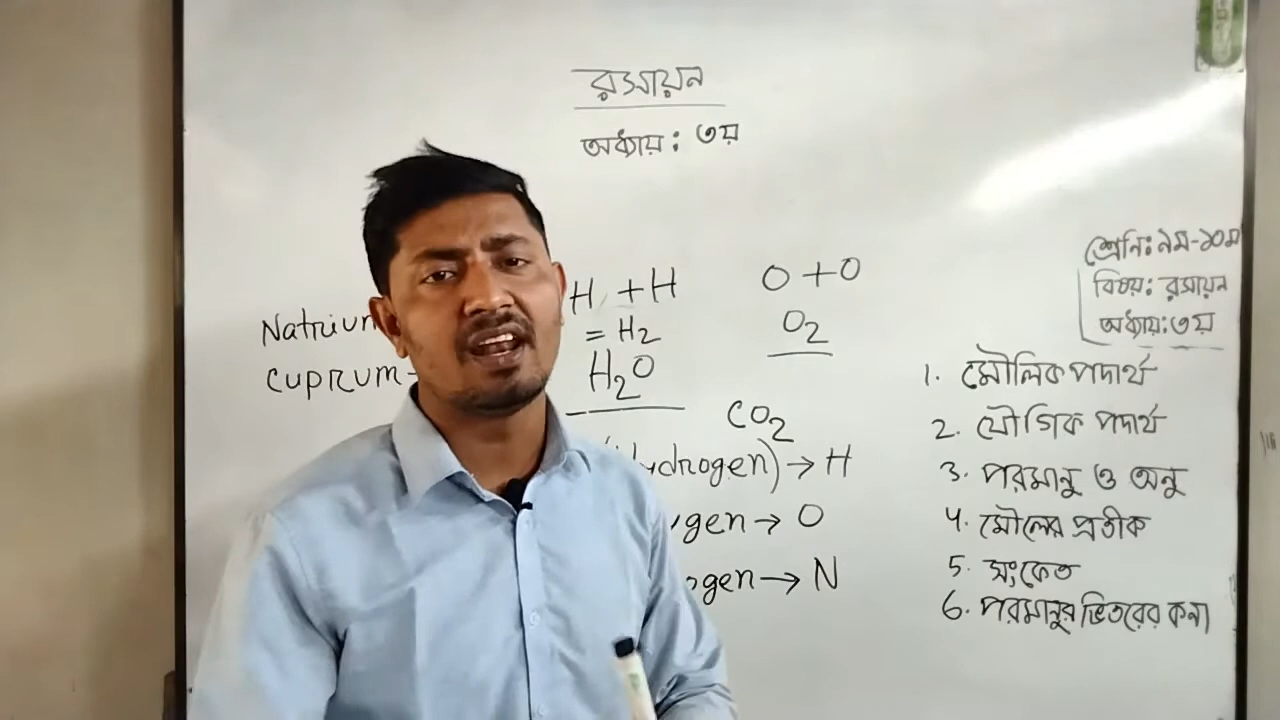 রসায়ন
অধ্যায়: ৩য়
H + H
= H2
H2O
O + O
O2
CO2
Natrium
cuprum-
(Hydrogen) → H
ygen → O
ogen → N
শ্রেনি: ৯ম-১০ম
বিষয়: রসায়ন
অধ্যায়: ৩য়
1. মৌলিক পদার্থ
2. যৌগিক পদার্থ
3. পরমানু ও অনু
4. মৌলের প্রতীক
5. সংকেত
6. পরমানুর ভিতরের কনা